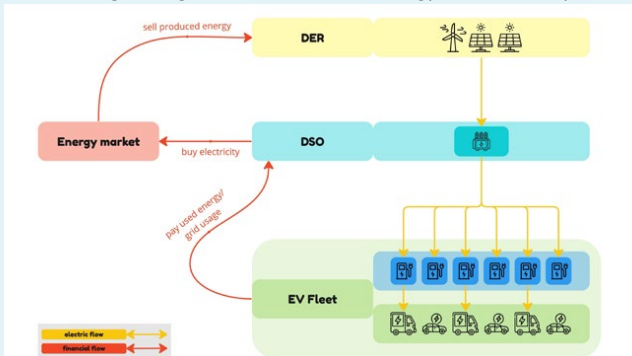 sell produced energy
DER
Energy market
buy electricity
DSO
pay used energy/
grid usage
EV Fleet
electric flow
financial flow